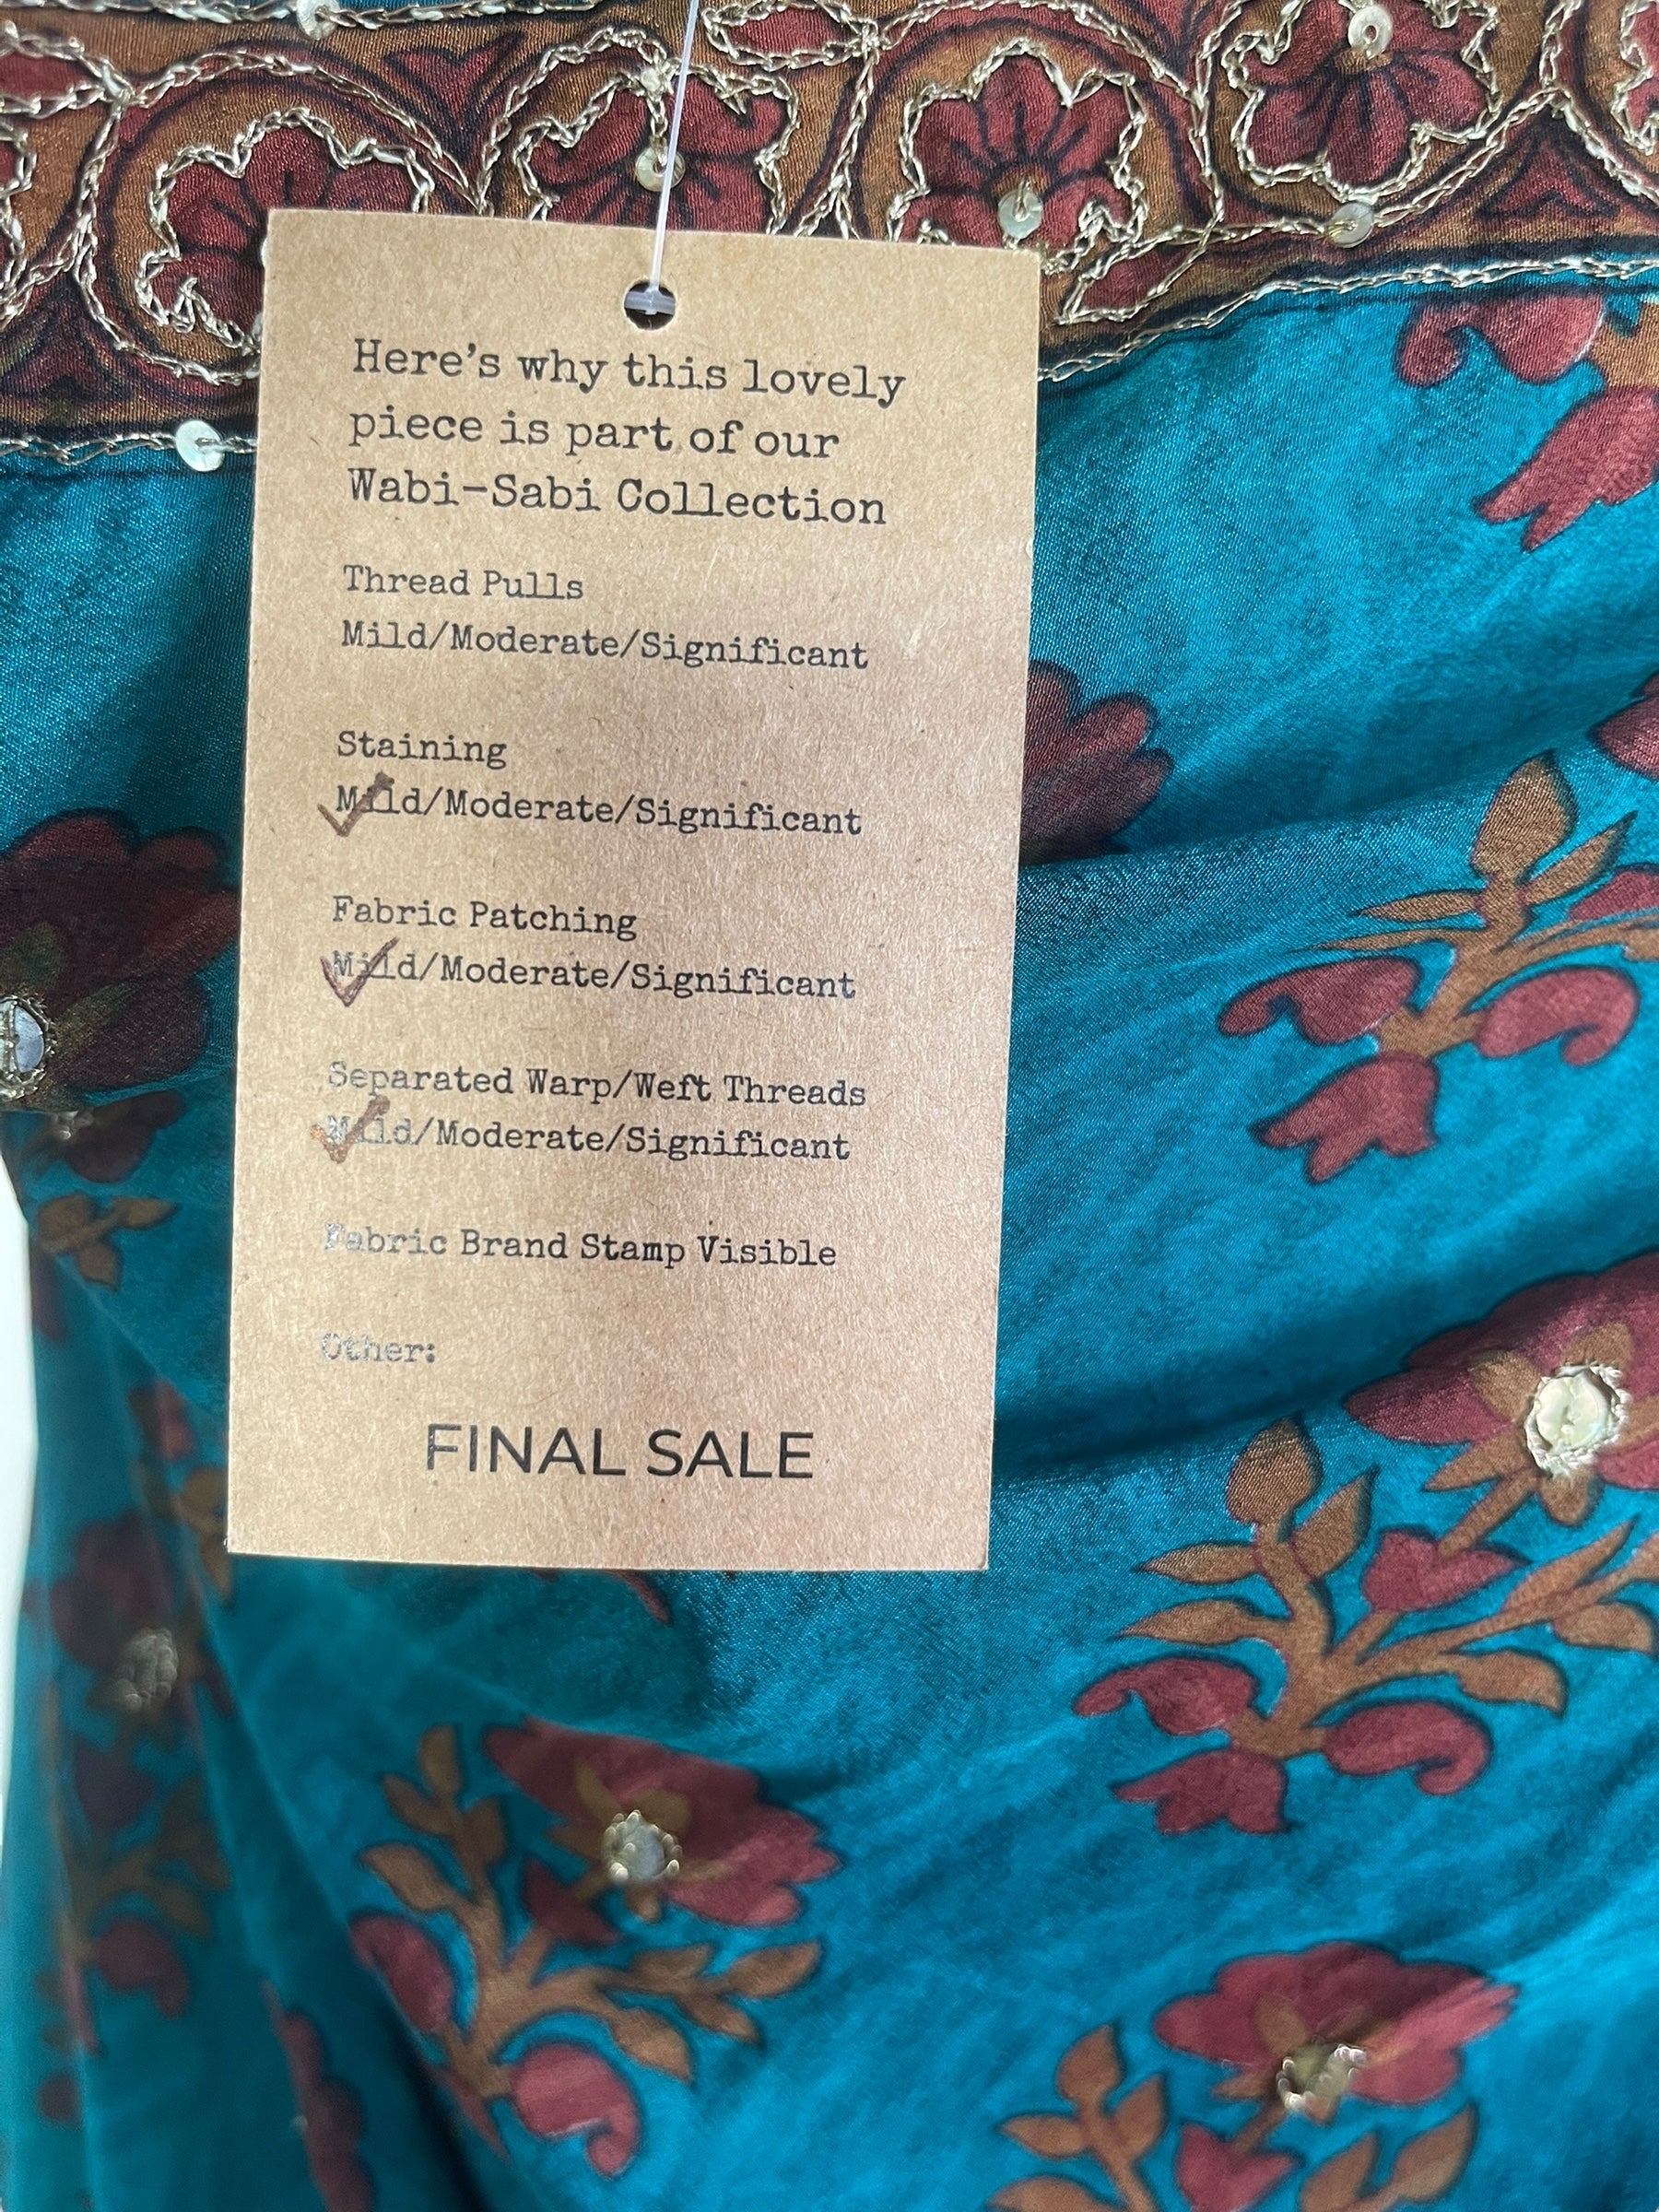 Here's why this lovely
piece is part of our
Wabi-Sabi Collection
Thread Pulls
Mild/Moderate/Significant
Staining
Mild/Moderate/Significant
Fabric Patching
Mild/Moderate/Significant
Separated Warp/Weft Threads
Mild/Moderate/Significant
Fabric Brand Stamp Visible
Other:
FINAL SALE